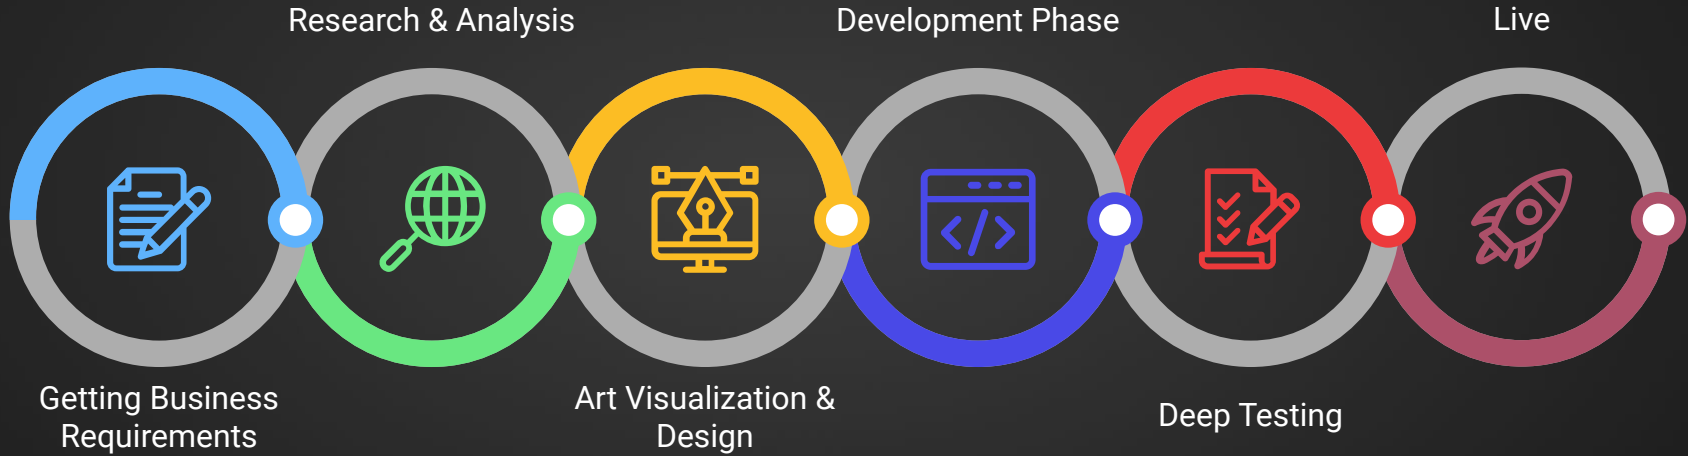 Research & Analysis
Development Phase
Live
Getting Business
Requirements
Art Visualization &
Design
Deep Testing